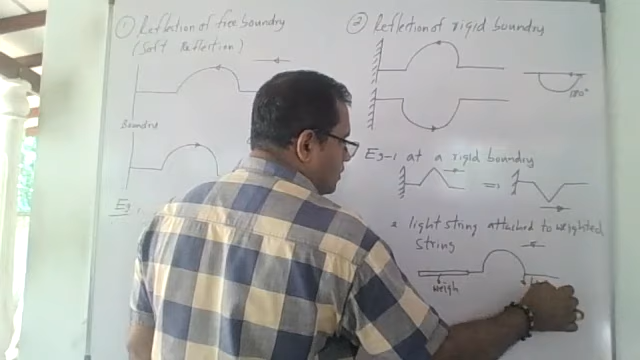 ① Reflection of free boundry
(Soft Reflection)
Boundry
Eg:
② Reflection of rigid boundry
180°
Eg-1 at a rigid boundry
=
light string attached to weighted
string
weigh